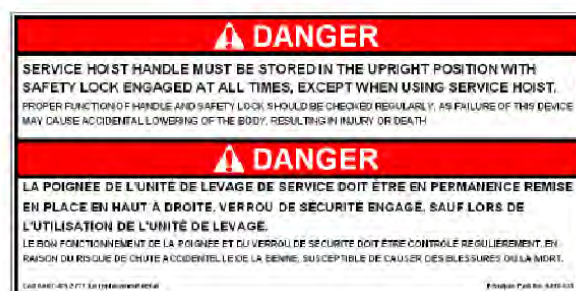 DANGER
SERVICE HOIST HANDLE MUST BE STORED IN THE UPRIGHT POSITION WITH
SAFETY LOCK ENGAGED AT ALL TIMES, EXCEPT WHEN USING SERVICE HOIST.
PROPER FUNCTION OF HANDLE AND SAFETY LOCK SHOULD BE CHECKED REGULARLY, AS FAILURE OF THIS DEVICE
MAY CAUSE ACCIDENTAL LOWERING OF THE BODY, RESULTING IN INJURY OR DEATH
DANGER
LA POIGNÉE DE L'UNITÉ DE LEVAGE DE SERVICE DOIT ÊTRE EN PERMANENCE REMISE
EN PLACE EN HAUT À DROITE, VERROU DE SÉCURITÉ ENGAGÉ, SAUF LORS DE
L'UTILISATION DE L'UNITÉ DE LEVAGE.
LE BON FONCTIONNEMENT DE LA POIGNÉE ET DU VERROU DE SÉCURITÉ DOIT ÊTRE CONTRÔLÉ RÉGULIÈREMENT, EN
RAISON DU RISQUE DE CHUTE ACCIDENTELLE DE LA BENNE, SUSCEPTIBLE DE CAUSER DES BLESSURES OU LA MORT.